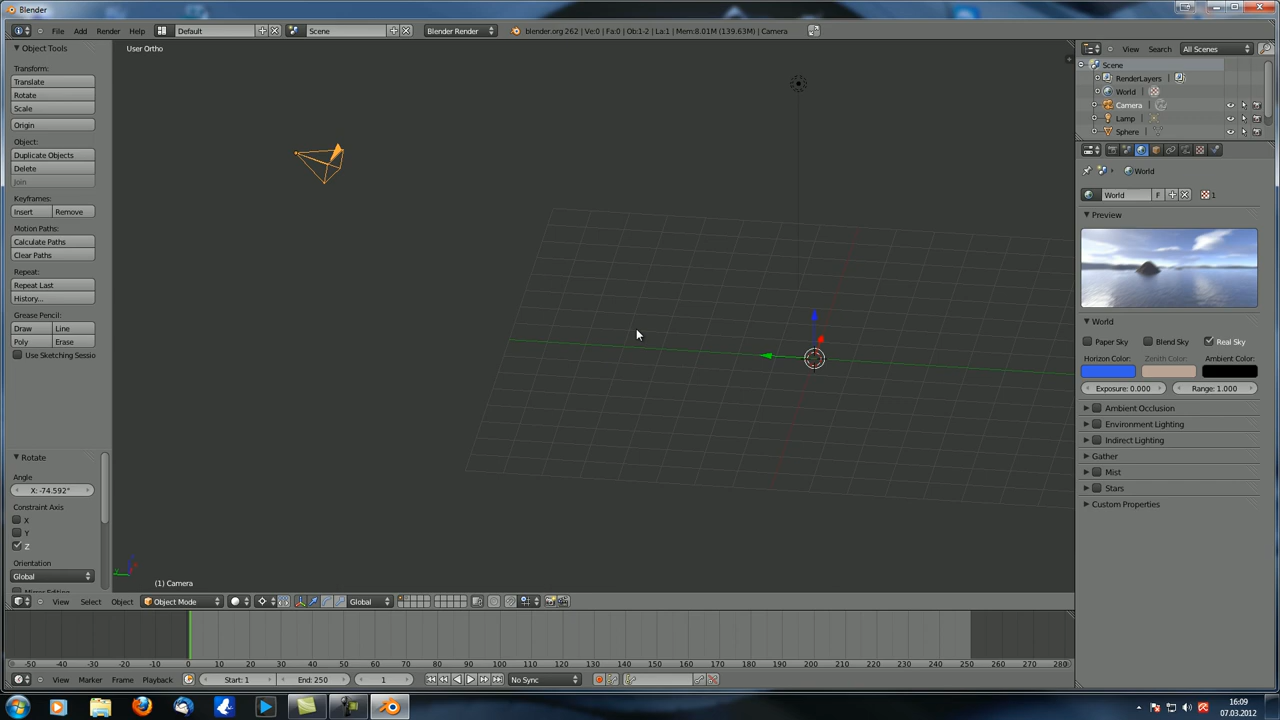 Blender
File Add Render Help Default Scene Blender Render blender.org 262 | Ve:0 | Fa:0 | Ob:1-2 | La:1 | Mem:8.01M (139.63M) | Camera
Object Tools
Transform:
Translate
Rotate
Scale
Origin
Object:
Duplicate Objects
Delete
Join
Keyframes:
Insert Remove
Motion Paths:
Calculate Paths
Clear Paths
Repeat:
Repeat Last
History...
Grease Pencil:
Draw Line
Poly Erase
Use Sketching Sessio
Rotate
Angle
X: -74.592°
Constraint Axis
X
Y
Z
Orientation
Global
User Ortho
(1) Camera
View Select Object Object Mode Global
View Search All Scenes
Scene
RenderLayers
World
Camera
Lamp
Sphere
World
World F 1
Preview
World
Paper Sky Blend Sky Real Sky
Horizon Color: Zenith Color: Ambient Color:
Exposure: 0.000 Range: 1.000
Ambient Occlusion
Environment Lighting
Indirect Lighting
Gather
Mist
Stars
Custom Properties
-50 -40 -30 -20 -10 0 10 20 30 40 50 60 70 80 90 100 110 120 130 140 150 160 170 180 190 200 210 220 230 240 250 260 270 280
View Marker Frame Playback Start: 1 End: 250 1 No Sync
16:09
07.03.2012